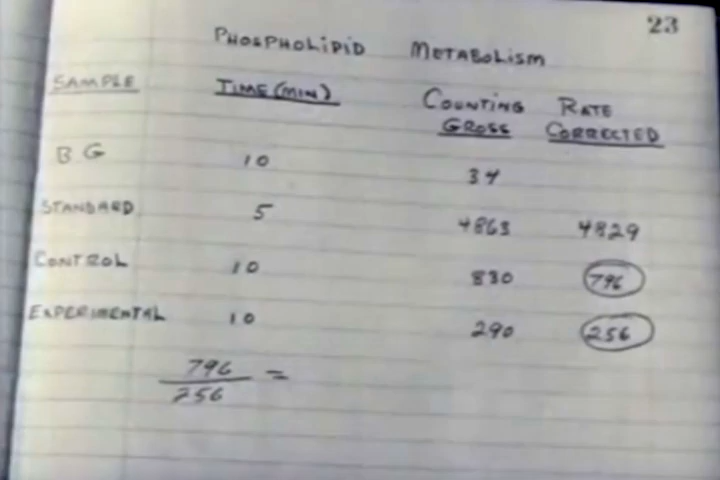 23
PHOSPHOLIPID METABOLISM
SAMPLE TIME (MIN) COUNTING GROSS RATE CORRECTED
BG 10 34
STANDARD 5 4863 4829
CONTROL 10 830 796
EXPERIMENTAL 10 290 256
796
256 =